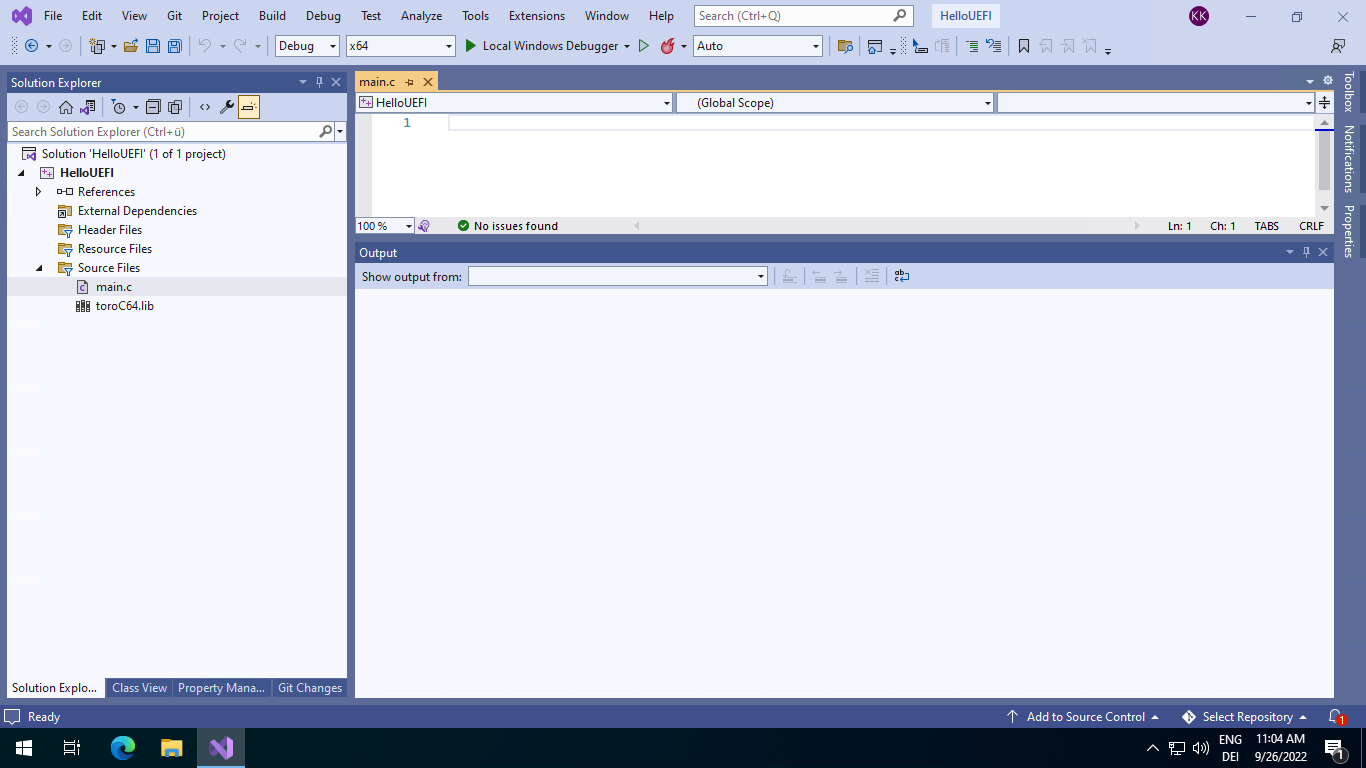 File Edit View Git Project Build Debug Test Analyze Tools Extensions Window Help Search (Ctrl+Q) HelloUEFI KK
Debug x64 Local Windows Debugger Auto
Solution Explorer
Search Solution Explorer (Ctrl+ü)
Solution 'HelloUEFI' (1 of 1 project)
HelloUEFI
References
External Dependencies
Header Files
Resource Files
Source Files
main.c
toroC64.lib
Solution Explo... Class View Property Mana... Git Changes
main.c
HelloUEFI (Global Scope)
1
100 % No issues found Ln: 1 Ch: 1 TABS CRLF
Output
Show output from:
Toolbox
Notifications
Properties
Ready Add to Source Control Select Repository 1
ENG 11:04 AM
DEI 9/26/2022 1